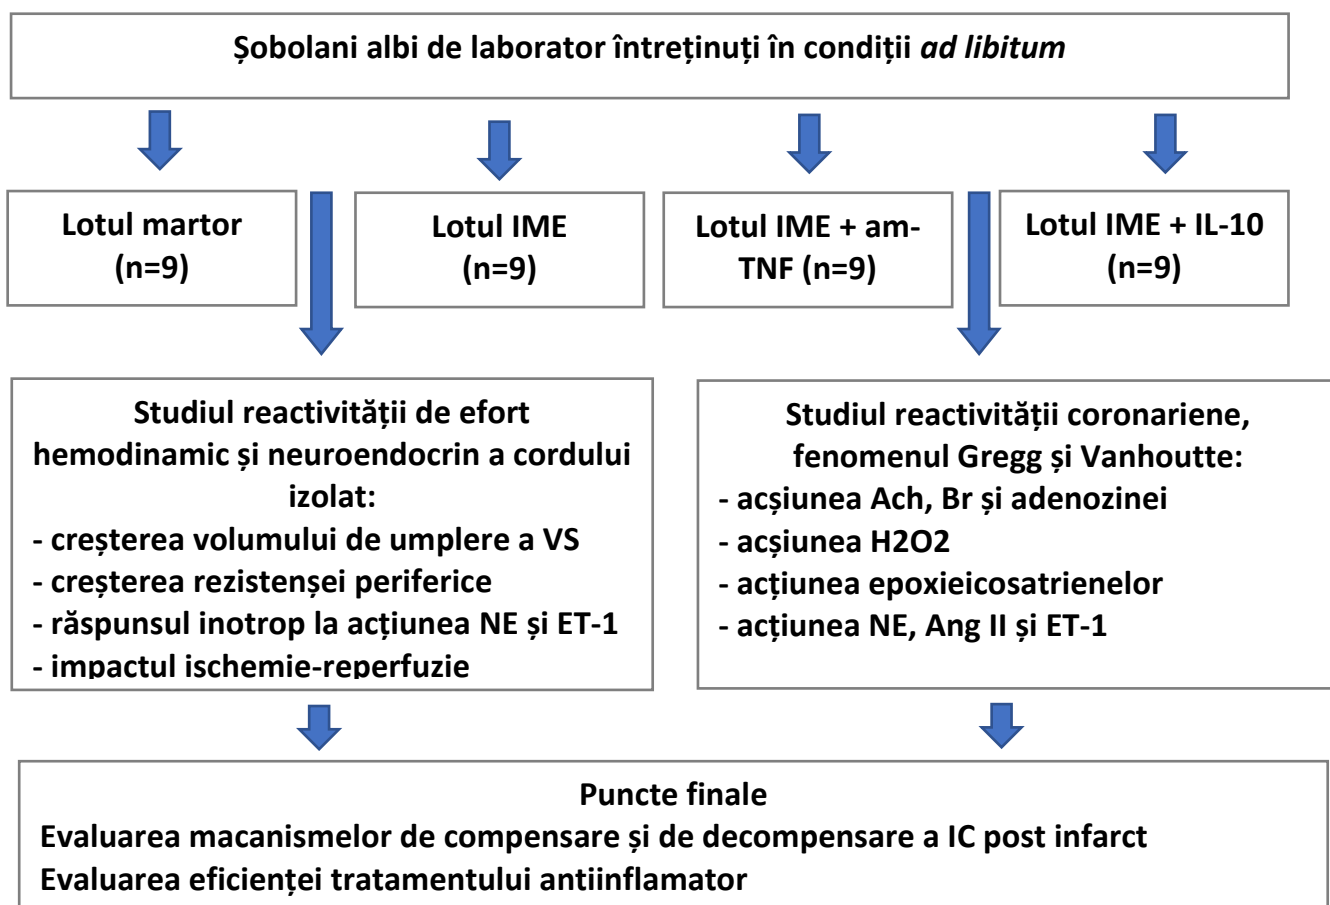 Șobolani albi de laborator întreținuți în condiții ad libitum
Lotul martor
(n=9)
Lotul IME
(n=9)
Lotul IME + am-
TNF (n=9)
Lotul IME + IL-10
(n=9)
Studiul reactivității de efort
hemodinamic și neuroendocrin a cordului
izolat:
- creșterea volumului de umplere a VS
- creșterea rezistenșei periferice
- răspunsul inotrop la acțiunea NE și ET-1
- impactul ischemie-reperfuzie
Studiul reactivității coronariene,
fenomenul Gregg și Vanhoutte:
- acșiunea Ach, Br și adenozinei
- acșiunea H2O2
- acțiunea epoxieicosatrienelor
- acțiunea NE, Ang II și ET-1
Puncte finale
Evaluarea macanismelor de compensare și de decompensare a IC post infarct
Evaluarea eficienței tratamentului antiinflamator